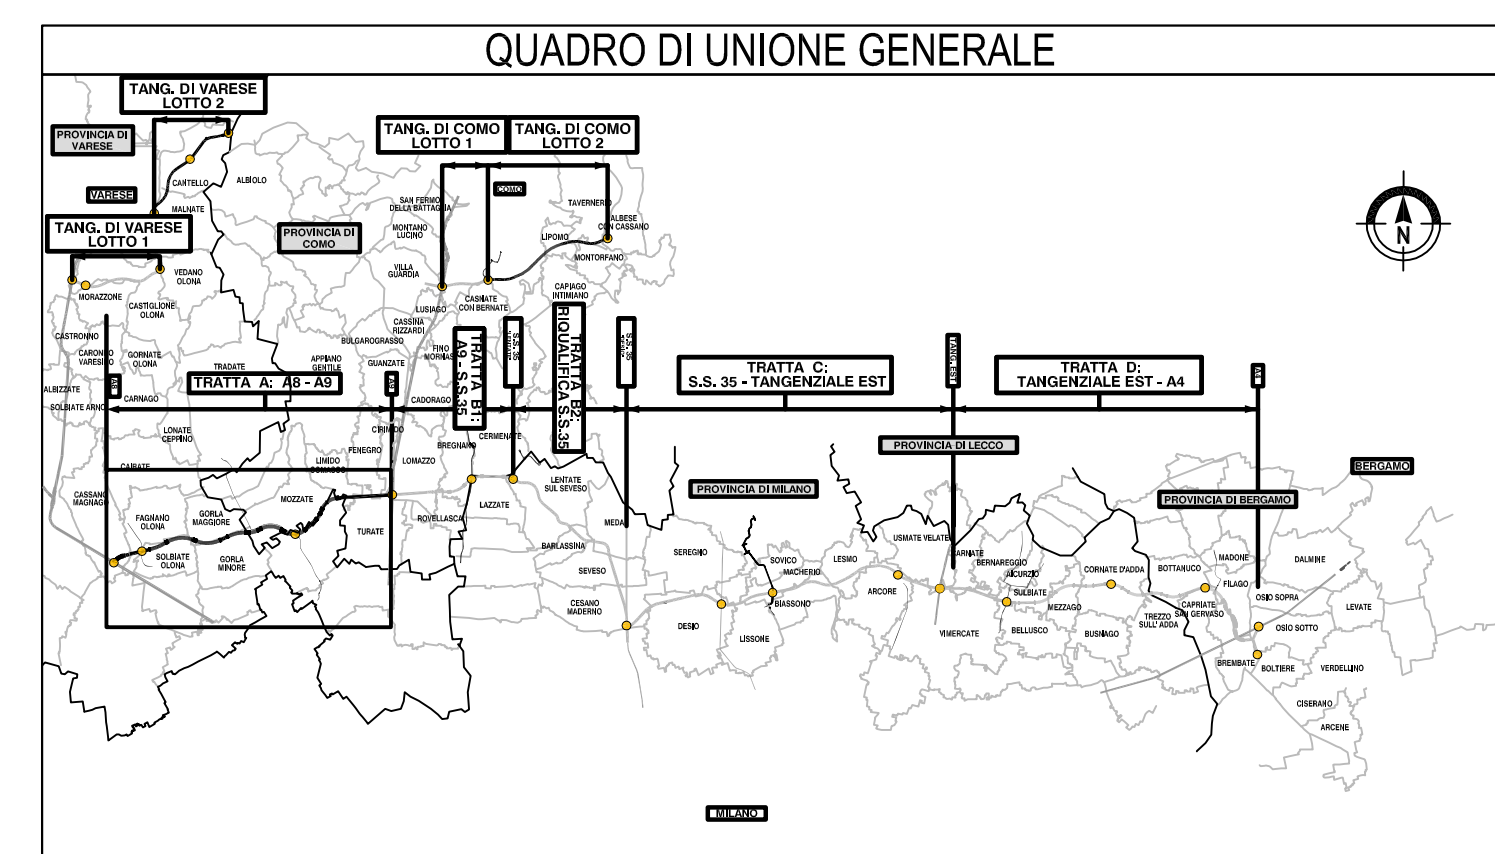 QUADRO DI UNIONE GENERALE
TANG. DI VARESE
LOTTO 2
PROVINCIA DI
VARESE
TANG. DI COMO
LOTTO 1
TANG. DI COMO
LOTTO 2
CANTELLO
ALBIOLO
VARESE
COMO
MALNATE
SAN FERMO
DELLA BATTAGLIA
TAVERNERIO
ALBESE
CON CASSANO
TANG. DI VARESE
LOTTO 1
PROVINCIA DI
COMO
MONTANO
LUCINO
LIPOMO
MONTORFANO
N
VEDANO
OLONA
VILLA
GUARDIA
MORAZZONE
CASTIGLIONE
OLONA
LUSIAGO
CASNATE
CON BERNATE
CAPIAGO
INTIMIANO
CASTRONNO
CASSINA
RIZZARDI
BULGAROGRASSO
CARONNO
VARESINO
GORNATE
OLONA
TRADATE
APPIANO
GENTILE
GUANZATE
FINO
MORNASCO
TRATTA B1:
A9 - S.S.35
S.S. 35
TRATTA B2:
RIQUALIFICA S.S.35
S.S. 35
TRATTA C:
S.S. 35 - TANGENZIALE EST
TANG. EST
TRATTA D:
TANGENZIALE EST - A4
A4
ALBIZZATE
A8
TRATTA A: A8 - A9
A9
SOLBIATE ARNO
CARNAGO
CADORAGO
LONATE
CEPPINO
CIRIMIDO
BREGNANO
CERMENATE
FENEGRO
PROVINCIA DI LECCO
CAIRATE
LIMIDO
COMASCO
LOMAZZO
BERGAMO
CASSANO
MAGNAGO
MOZZATE
LAZZATE
LENTATE
SUL SEVESO
PROVINCIA DI MILANO
PROVINCIA DI BERGAMO
FAGNANO
OLONA
GORLA
MAGGIORE
TURATE
ROVELLASCA
MEDA
SOLBIATE
OLONA
GORLA
MINORE
BARLASSINA
SEREGNO
SOVICO
MACHERIO
LESMO
USMATE VELATE
CARNATE
BERNAREGGIO
AICURZIO
CORNATE D'ADDA
BOTTANUCO
MADONE
DALMINE
SEVESO
FILAGO
CESANO
MADERNO
BIASSONO
ARCORE
SULBIATE
MEZZAGO
CAPRIATE
SAN GERVASO
OSIO SOPRA
LEVATE
DESIO
LISSONE
VIMERCATE
BELLUSCO
BUSNAGO
TREZZO
SULL' ADDA
OSIO SOTTO
BREMBATE
BOLTIERE
VERDELLINO
CISERANO
ARCENE
MILANO